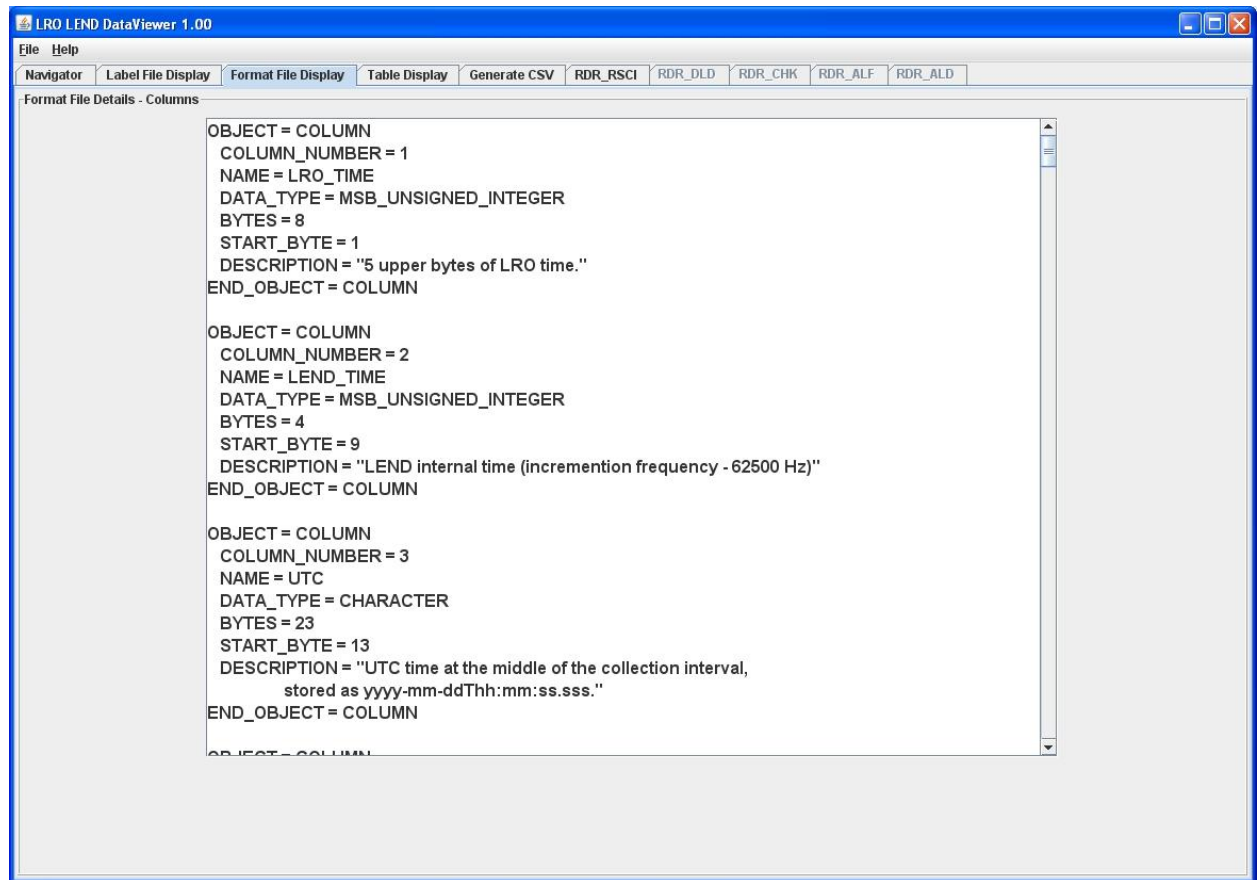 LRO LEND DataViewer 1.00
File Help
Navigator Label File Display Format File Display Table Display Generate CSV RDR_RSCI RDR_DLD RDR_CHK RDR_ALF RDR_ALD
Format File Details - Columns
OBJECT = COLUMN
COLUMN_NUMBER = 1
NAME = LRO_TIME
DATA_TYPE = MSB_UNSIGNED_INTEGER
BYTES = 8
START_BYTE = 1
DESCRIPTION = "5 upper bytes of LRO time."
END_OBJECT = COLUMN
OBJECT = COLUMN
COLUMN_NUMBER = 2
NAME = LEND_TIME
DATA_TYPE = MSB_UNSIGNED_INTEGER
BYTES = 4
START_BYTE = 9
DESCRIPTION = "LEND internal time (incremention frequency - 62500 Hz)"
END_OBJECT = COLUMN
OBJECT = COLUMN
COLUMN_NUMBER = 3
NAME = UTC
DATA_TYPE = CHARACTER
BYTES = 23
START_BYTE = 13
DESCRIPTION = "UTC time at the middle of the collection interval,
stored as yyyy-mm-ddThh:mm:ss.sss."
END_OBJECT = COLUMN
OBJECT = COLUMN